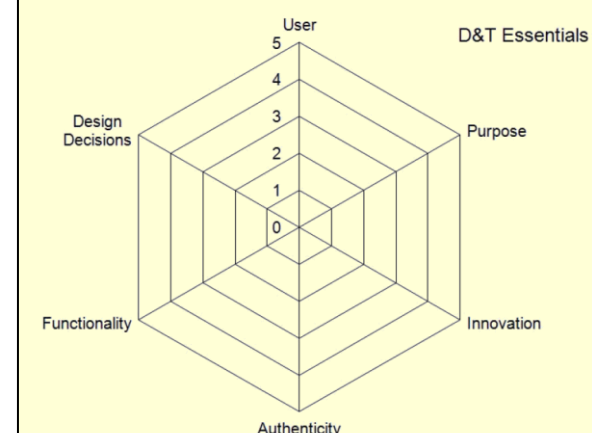 User
D&T Essentials
5
4
3
2
1
0
Design
Decisions
Purpose
Functionality
Innovation
Authenticity